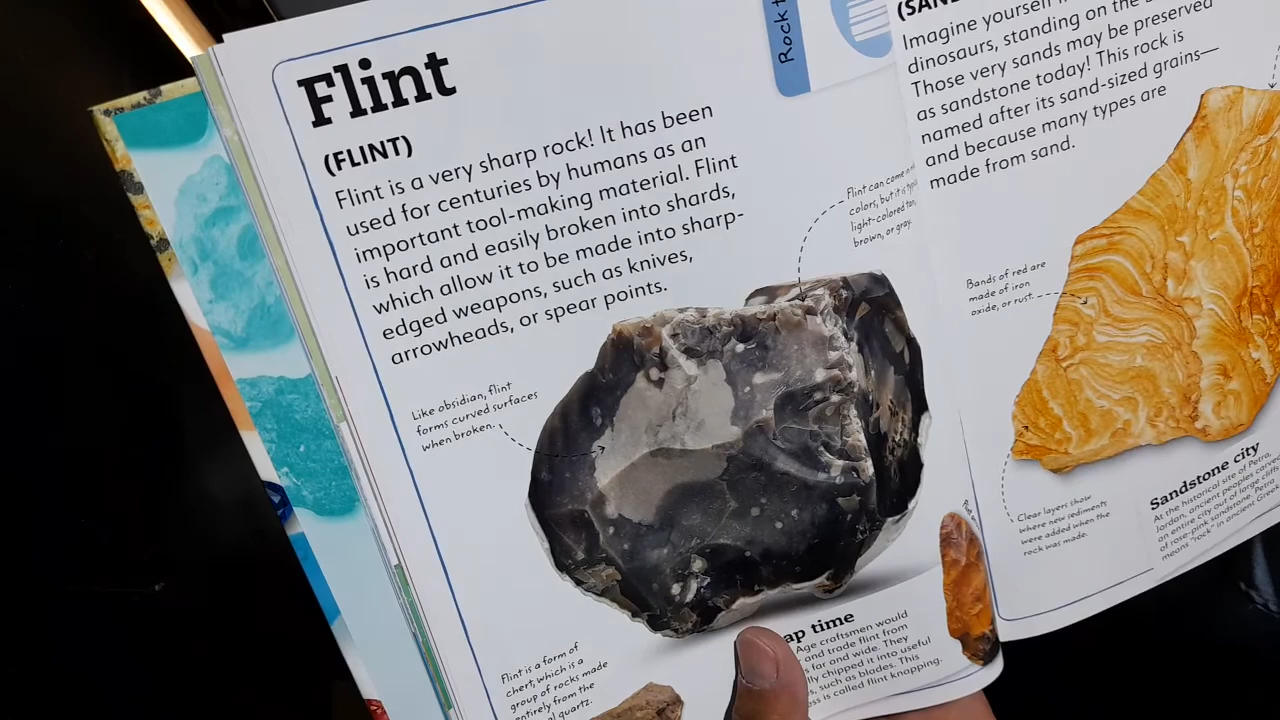 Flint
(FLINT)
Flint is a very sharp rock! It has been
used for centuries by humans as an
important tool-making material. Flint
is hard and easily broken into shards,
which allow it to be made into sharp-
edged weapons, such as knives,
arrowheads, or spear points.
Rock
Flint can come
colors, but it is
light-colored tan,
brown, or gray.
Like obsidian, flint
forms curved surfaces
when broken.
Flint is a form of
chert, which is a
group of rocks made
entirely from the
quartz.
time
Age craftsmen would
and trade flint from
far and wide. They
chipped it into useful
such as blades. This
is called flint knapping.
Imagine yourself
dinosaurs, standing on the
Those very sands may be preserved
as sandstone today! This rock is
named after its sand-sized grains—
and because many types are
made from sand.
Bands of red are
made of iron
oxide, or rust.
Clear layers show
where new sediments
were added when the
rock was made.
Sandstone city
At the historical site of Petra,
Jordan, ancient peoples carved
an entire city out of large cliffs
of rose-pink sandstone. Petra
means "rock" in ancient Greek.